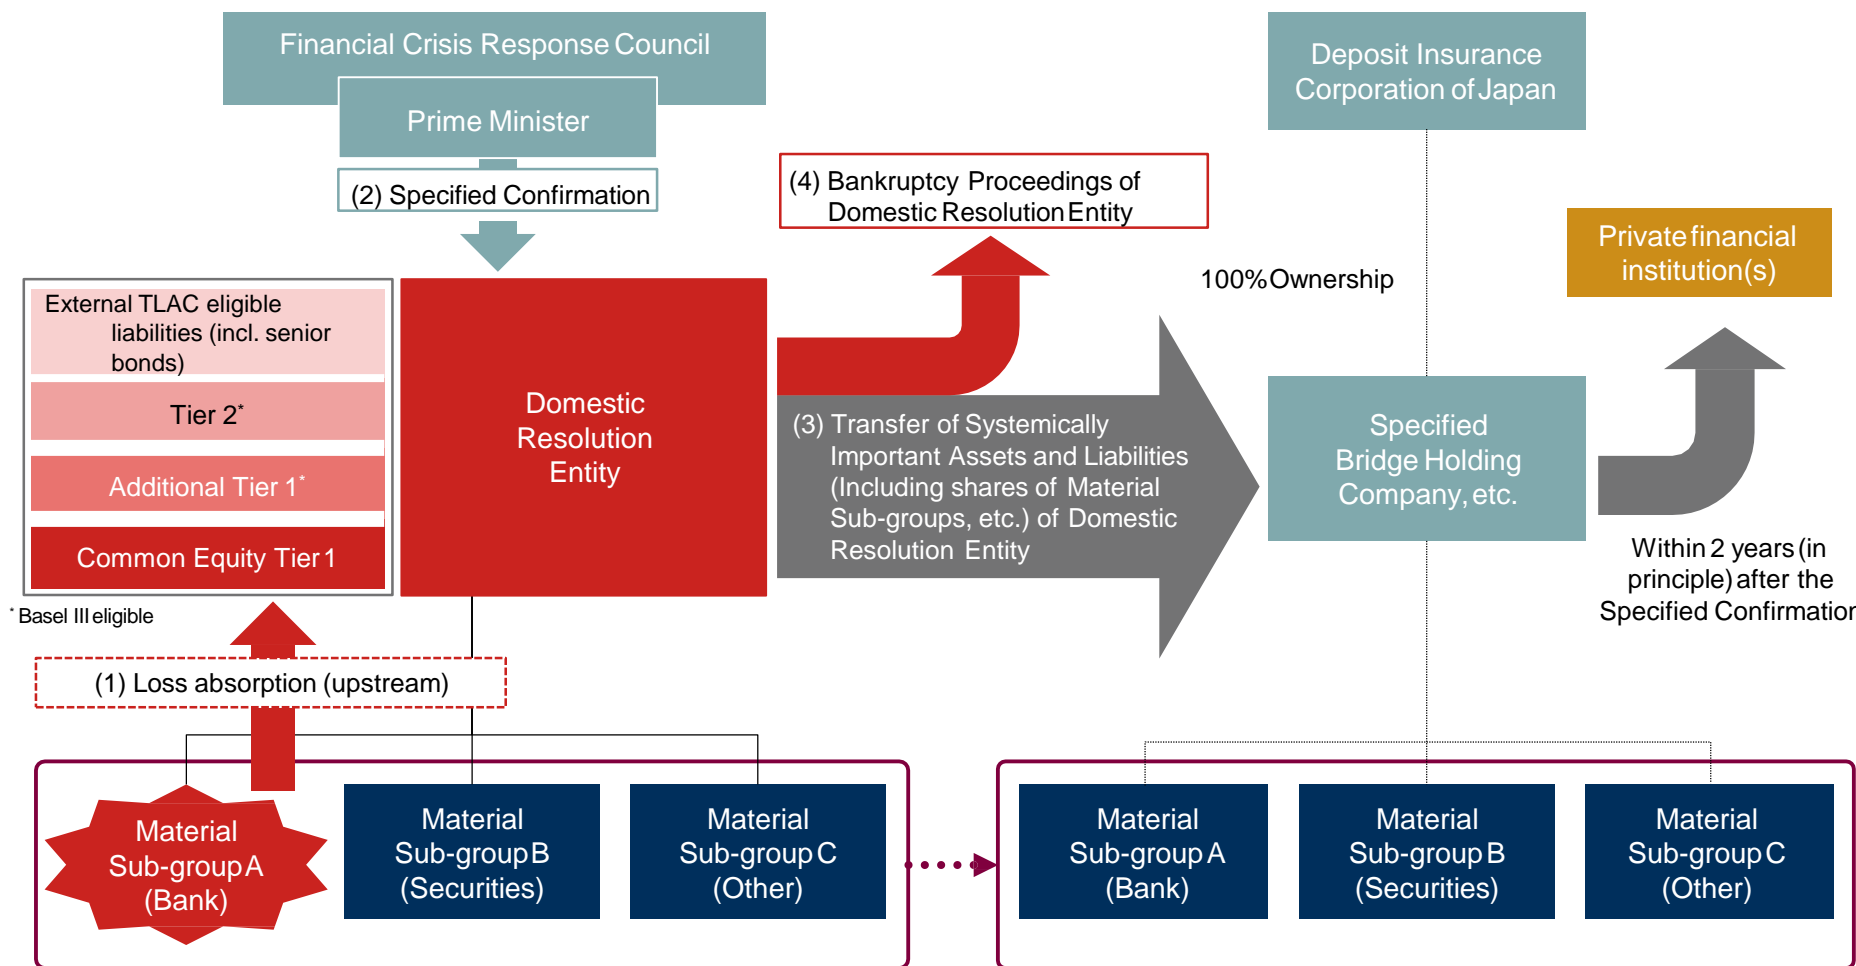 Financial Crisis Response Council
Prime Minister
(2) Specified Confirmation
Deposit Insurance
Corporation of Japan
(4) Bankruptcy Proceedings of
Domestic Resolution Entity
Private financial
institution(s)
100% Ownership
External TLAC eligible
liabilities (incl. senior
bonds)
Tier 2*
Additional Tier 1*
Common Equity Tier 1
* Basel III eligible
Domestic
Resolution
Entity
(3) Transfer of Systemically
Important Assets and Liabilities
(Including shares of Material
Sub-groups, etc.) of Domestic
Resolution Entity
Specified
Bridge Holding
Company, etc.
Within 2 years (in
principle) after the
Specified Confirmation
(1) Loss absorption (upstream)
Material
Sub-group A
(Bank)
Material
Sub-group B
(Securities)
Material
Sub-group C
(Other)
Material
Sub-group A
(Bank)
Material
Sub-group B
(Securities)
Material
Sub-group C
(Other)